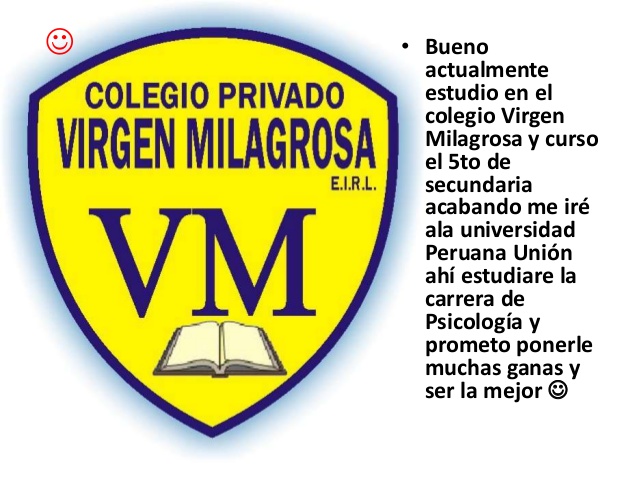 COLEGIO PRIVADO
VIRGEN MILAGROSA
E.I.R.L.
VM
• Bueno
actualmente
estudio en el
colegio Virgen
Milagrosa y curso
el 5to de
secundaria
acabando me iré
ala universidad
Peruana Unión
ahí estudiare la
carrera de
Psicología y
prometo ponerle
muchas ganas y
ser la mejor ☺